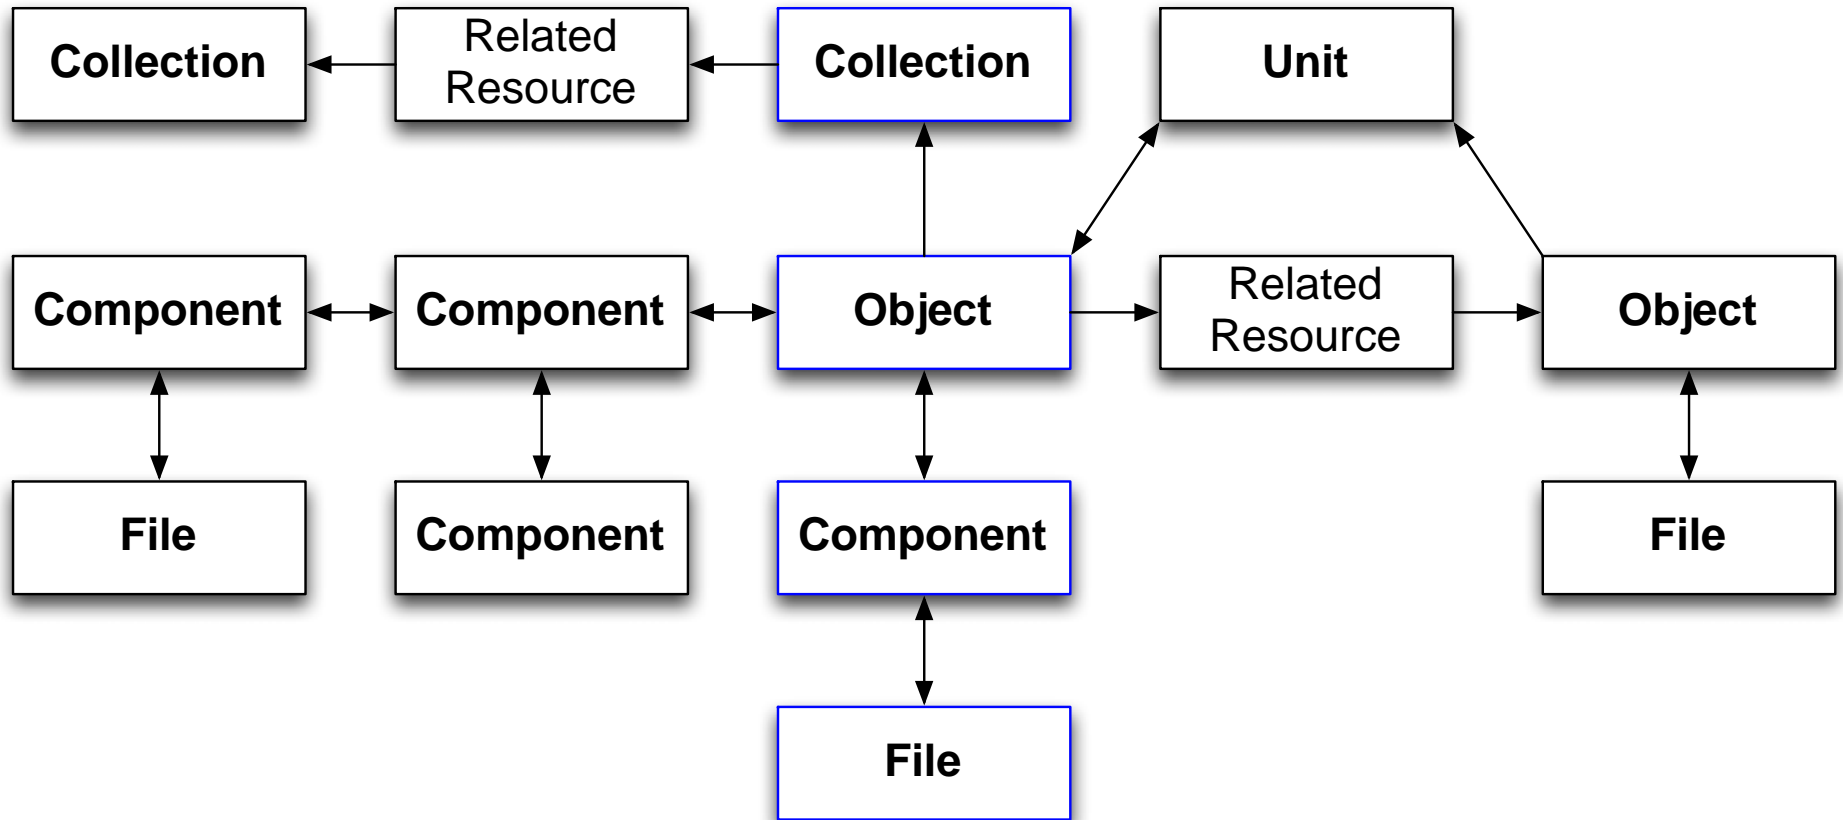 Collection
Related
Resource
Collection
Unit
Component
Component
Object
Related
Resource
Object
File
Component
Component
File
File